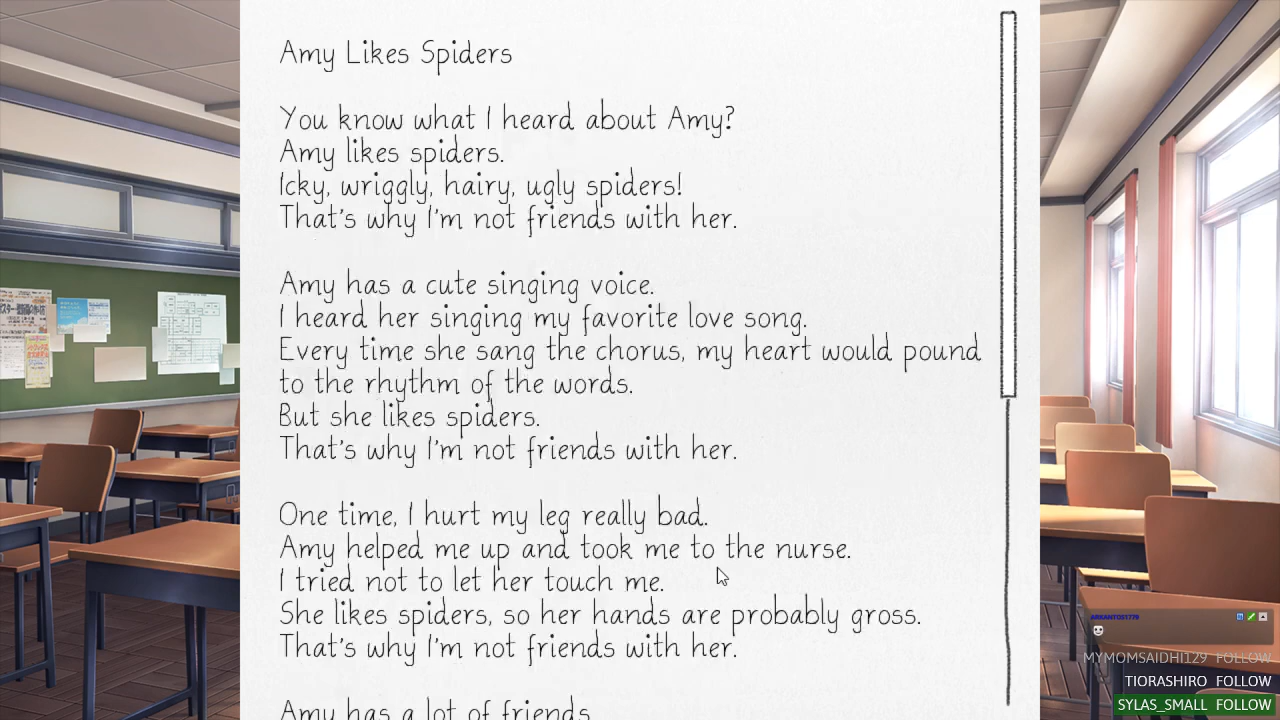 Amy Likes Spiders
You know what I heard about Amy?
Amy likes spiders.
Icky, wriggly, hairy, ugly spiders!
That's why I'm not friends with her.
Amy has a cute singing voice.
I heard her singing my favorite love song.
Every time she sang the chorus, my heart would pound
to the rhythm of the words.
But she likes spiders.
That's why I'm not friends with her.
One time, I hurt my leg really bad.
Amy helped me up and took me to the nurse.
I tried not to let her touch me.
She likes spiders, so her hands are probably gross.
That's why I'm not friends with her.
Amy has a lot of friends
MYMOMSAIDHI129 FOLLOW
TIORASHIRO FOLLOW
SYLAS_SMALL FOLLOW